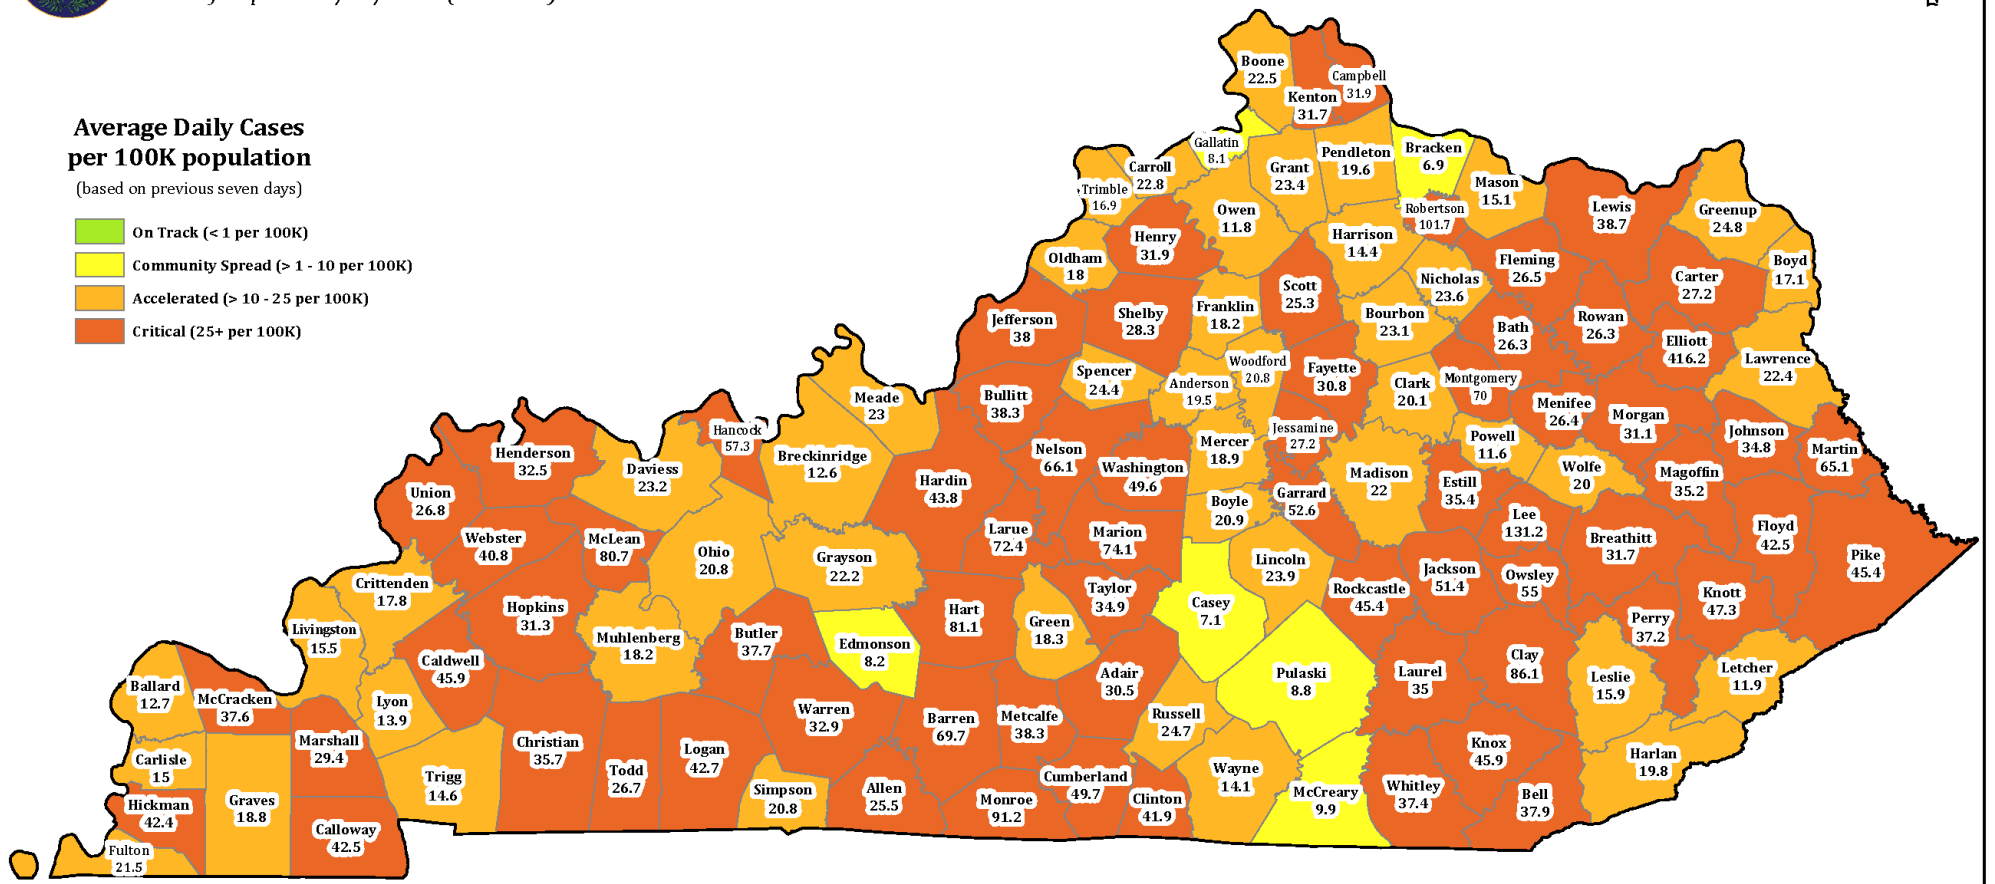 Average Daily Cases
per 100K population
(based on previous seven days)
On Track (< 1 per 100K)
Community Spread (> 1 - 10 per 100K)
Accelerated (> 10 - 25 per 100K)
Critical (25+ per 100K)
Boone
22.5
Kenton
31.7
Campbell
31.9
Gallatin
8.1
Carroll
22.8
Trimble
16.9
Grant
23.4
Pendleton
19.6
Bracken
6.9
Mason
15.1
Robertson
101.7
Lewis
38.7
Greenup
24.8
Boyd
17.1
Carter
27.2
Owen
11.8
Henry
31.9
Oldham
18
Harrison
14.4
Nicholas
23.6
Fleming
26.5
Scott
25.3
Franklin
18.2
Shelby
28.3
Jefferson
38
Bourbon
23.1
Bath
26.3
Rowan
26.3
Elliott
416.2
Lawrence
22.4
Spencer
24.4
Anderson
19.5
Woodford
20.8
Fayette
30.8
Clark
20.1
Montgomery
70
Menifee
26.4
Morgan
31.1
Johnson
34.8
Martin
65.1
Bullitt
38.3
Meade
23
Hancock
57.3
Breckinridge
12.6
Daviess
23.2
Henderson
32.5
Union
26.8
Nelson
66.1
Washington
49.6
Mercer
18.9
Jessamine
27.2
Madison
22
Powell
11.6
Wolfe
20
Magoffin
35.2
Estill
35.4
Garrard
52.6
Boyle
20.9
Hardin
43.8
Larue
72.4
Marion
74.1
Lee
131.2
Breathitt
31.7
Floyd
42.5
Pike
45.4
Webster
40.8
McLean
80.7
Ohio
20.8
Grayson
22.2
Lincoln
23.9
Rockcastle
45.4
Jackson
51.4
Owsley
55
Knott
47.3
Perry
37.2
Crittenden
17.8
Livingston
15.5
Hopkins
31.3
Muhlenberg
18.2
Butler
37.7
Edmonson
8.2
Hart
81.1
Green
18.3
Taylor
34.9
Casey
7.1
Pulaski
8.8
Laurel
35
Clay
86.1
Leslie
15.9
Letcher
11.9
Caldwell
45.9
Ballard
12.7
McCracken
37.6
Lyon
13.9
Marshall
29.4
Carlisle
15
Hickman
42.4
Graves
18.8
Calloway
42.5
Fulton
21.5
Trigg
14.6
Christian
35.7
Todd
26.7
Logan
42.7
Warren
32.9
Simpson
20.8
Allen
25.5
Barren
69.7
Metcalfe
38.3
Adair
30.5
Russell
24.7
Monroe
91.2
Cumberland
49.7
Clinton
41.9
Wayne
14.1
McCreary
9.9
Whitley
37.4
Knox
45.9
Bell
37.9
Harlan
19.8